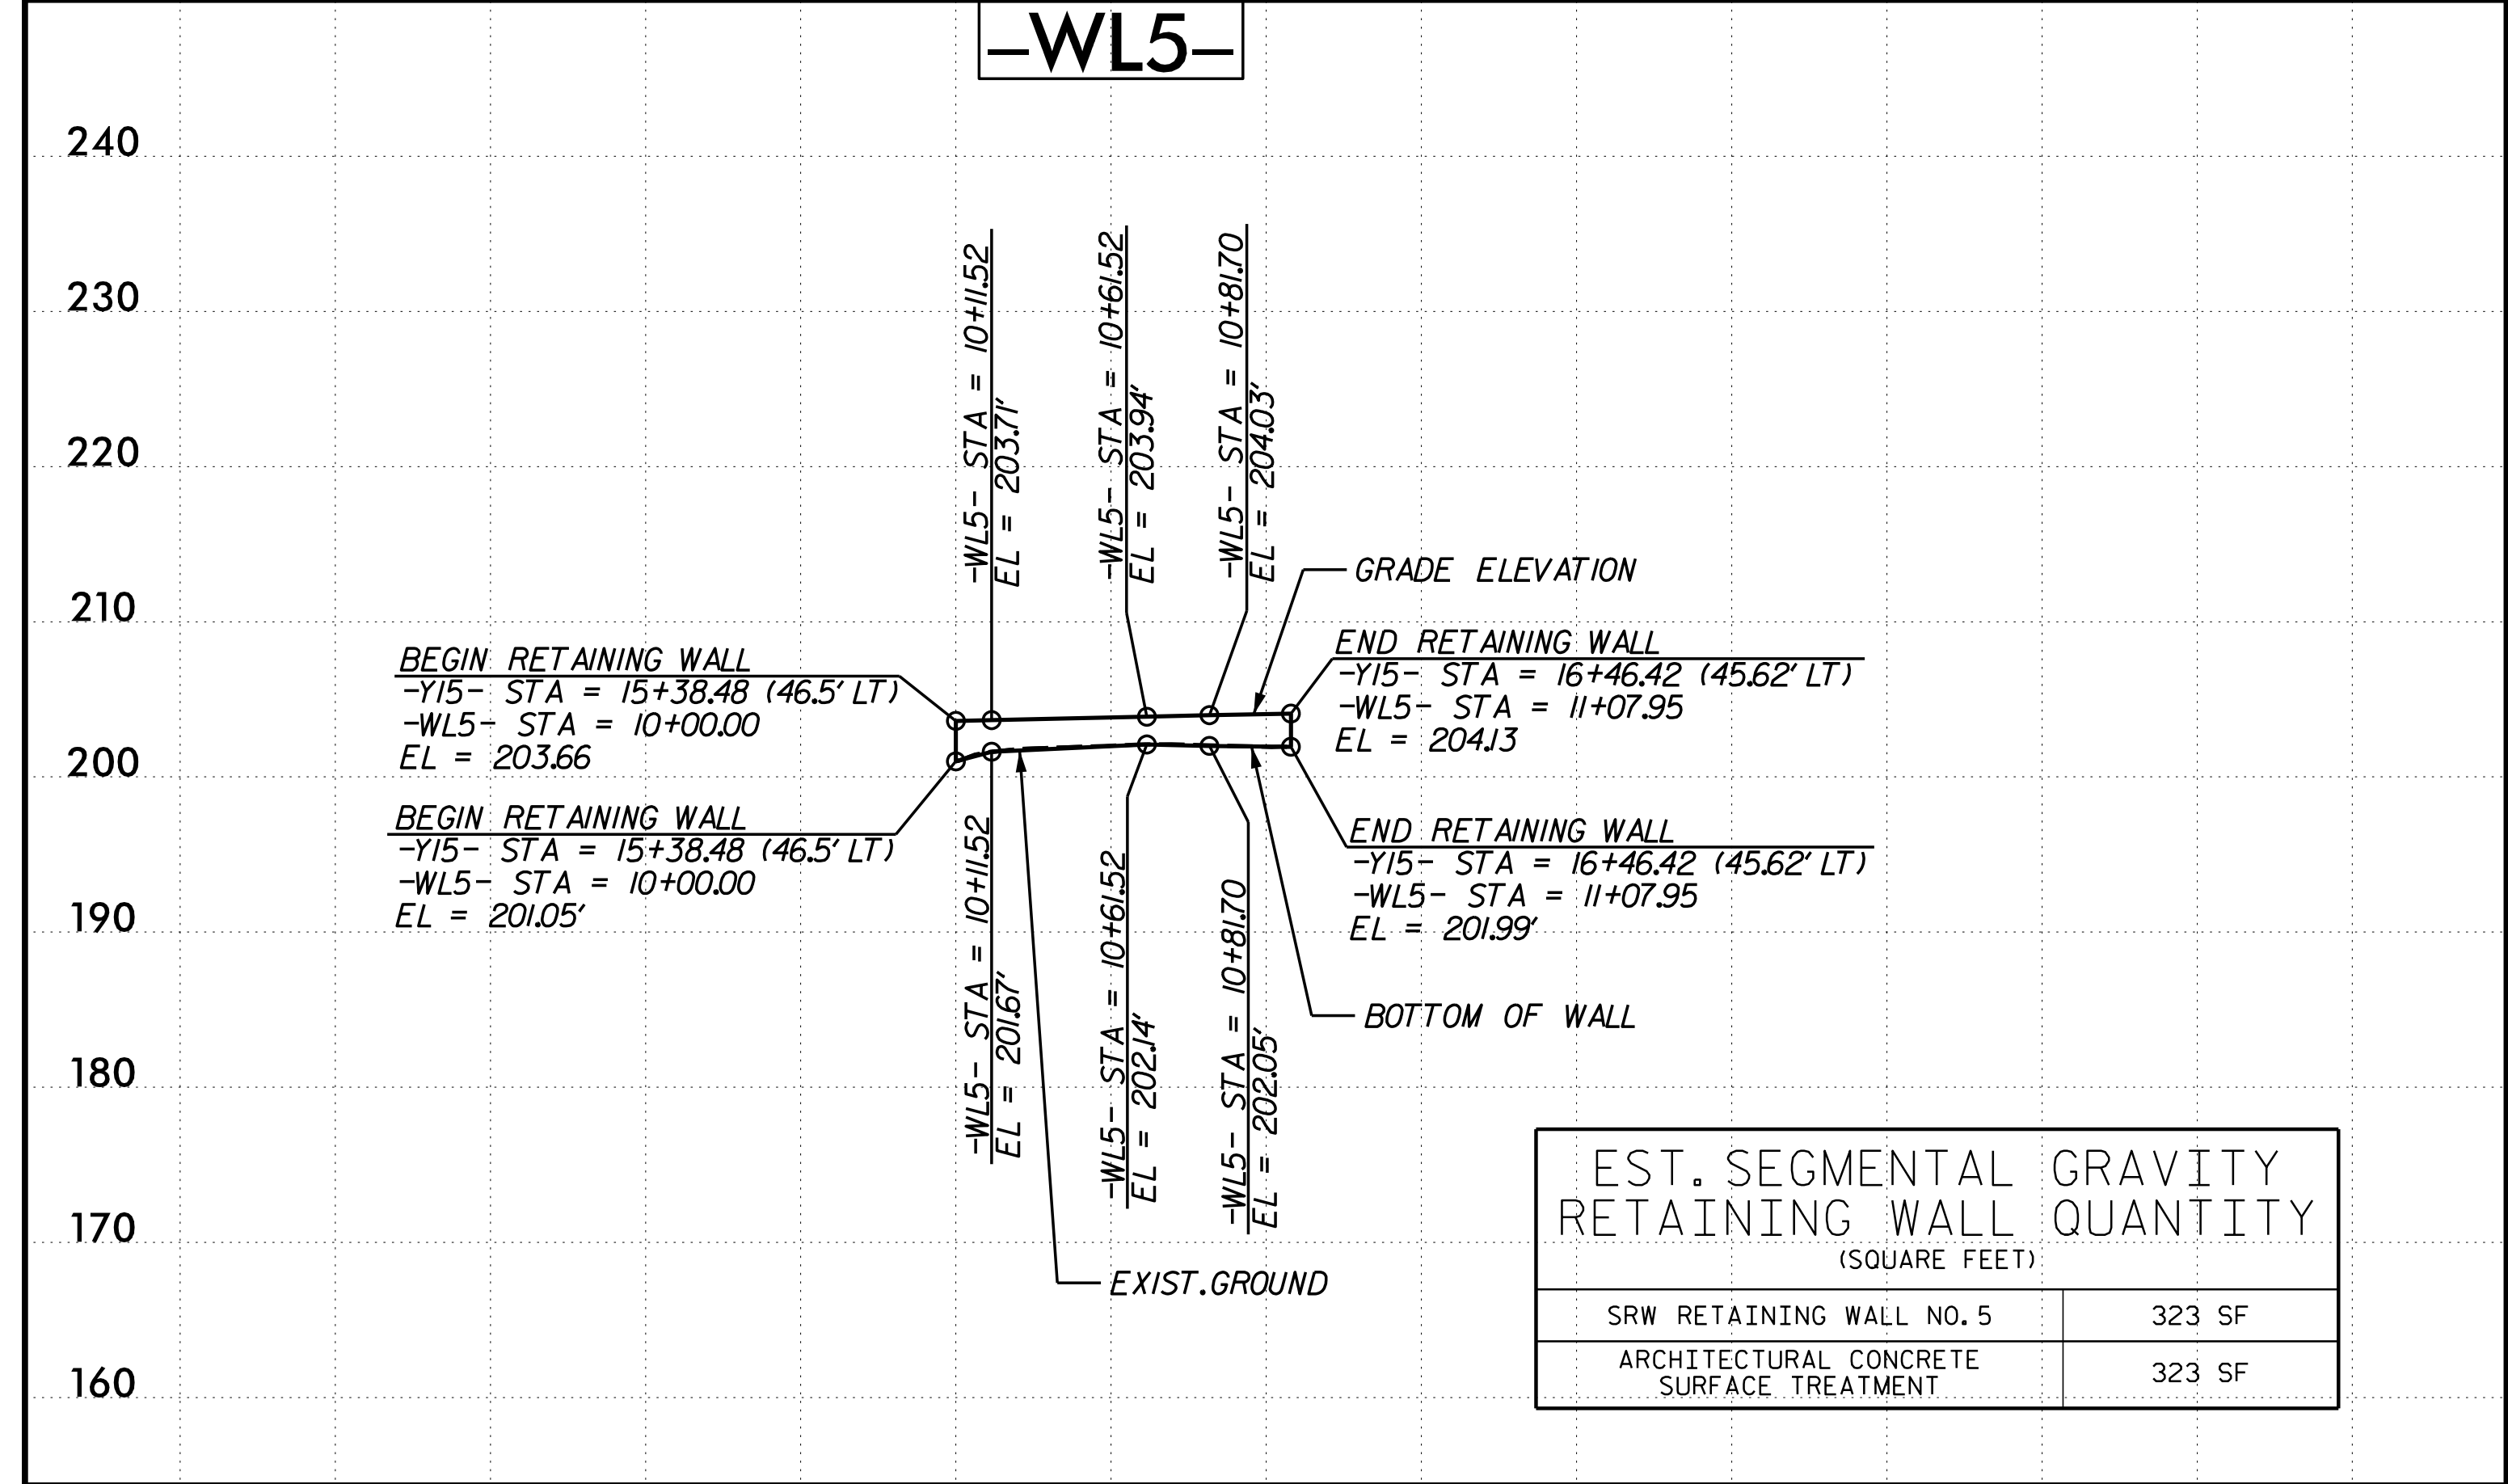 -WL5-
240
230
220
210
200
190
180
170
160
-WL5- STA = 10+11.52
EL = 203.71'
-WL5- STA = 10+61.52
EL = 203.94'
-WL5- STA = 10+81.70
EL = 204.03'
GRADE ELEVATION
BEGIN RETAINING WALL
-Y15- STA = 15+38.48 (46.5' LT)
-WL5- STA = 10+00.00
EL = 203.66
END RETAINING WALL
-Y15- STA = 16+46.42 (45.62' LT)
-WL5- STA = 11+07.95
EL = 204.13
BEGIN RETAINING WALL
-Y15- STA = 15+38.48 (46.5' LT)
-WL5- STA = 10+00.00
EL = 201.05'
END RETAINING WALL
-Y15- STA = 16+46.42 (45.62' LT)
-WL5- STA = 11+07.95
EL = 201.99'
-WL5- STA = 10+11.52
EL = 201.67'
-WL5- STA = 10+61.52
EL = 202.14'
-WL5- STA = 10+81.70
EL = 202.05'
BOTTOM OF WALL
EXIST. GROUND
EST. SEGMENTAL GRAVITY
RETAINING WALL QUANTITY
(SQUARE FEET)
SRW RETAINING WALL NO. 5 323 SF
ARCHITECTURAL CONCRETE
SURFACE TREATMENT 323 SF